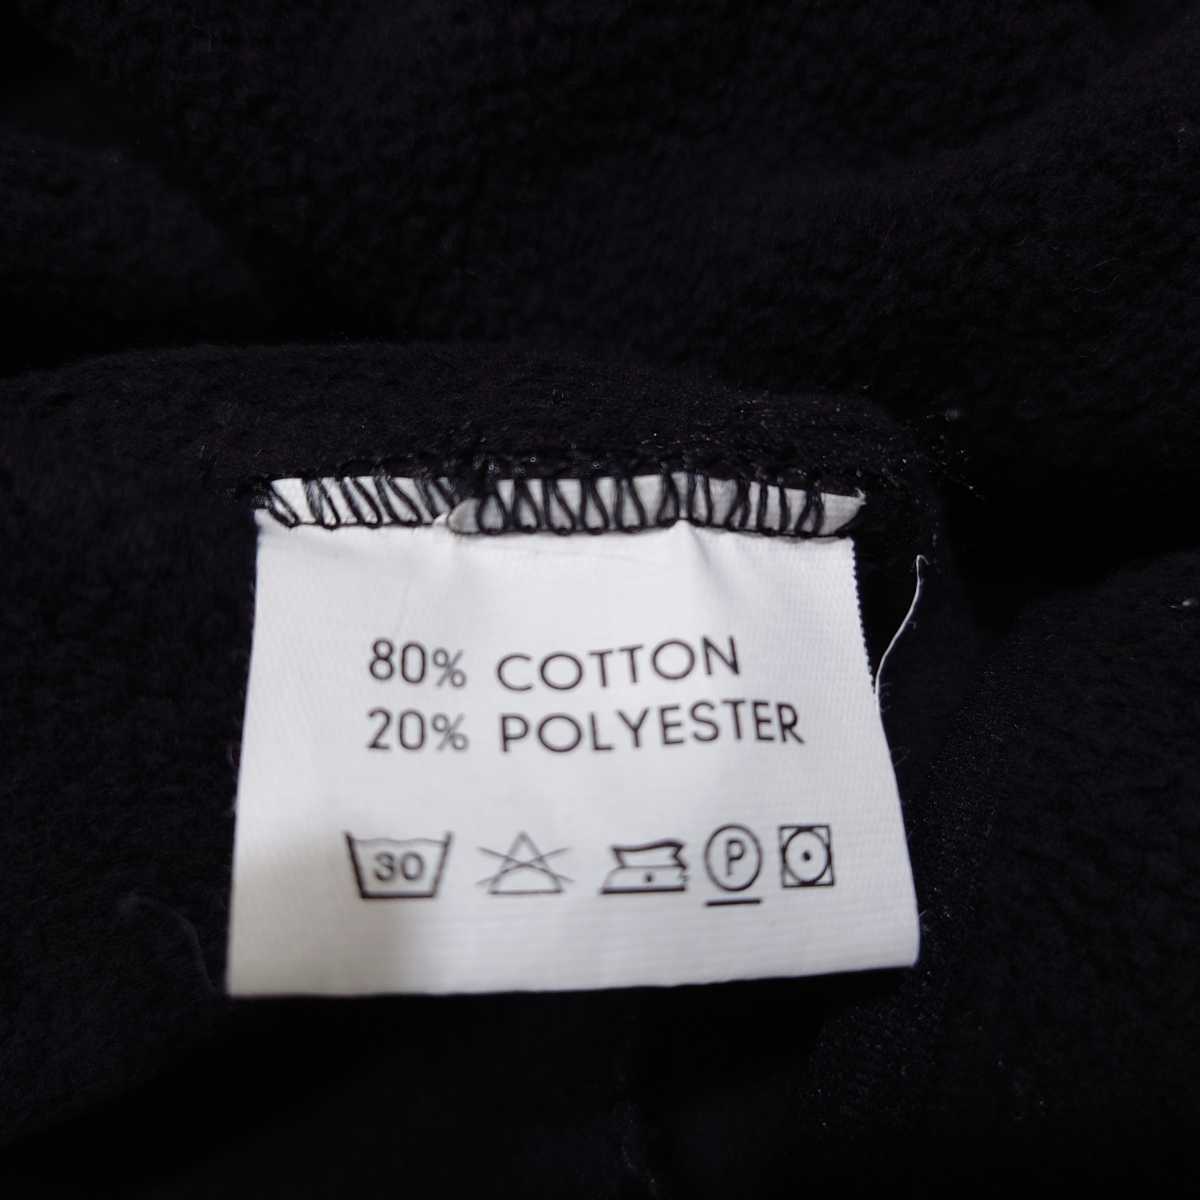 80% COTTON
20% POLYESTER
30 P